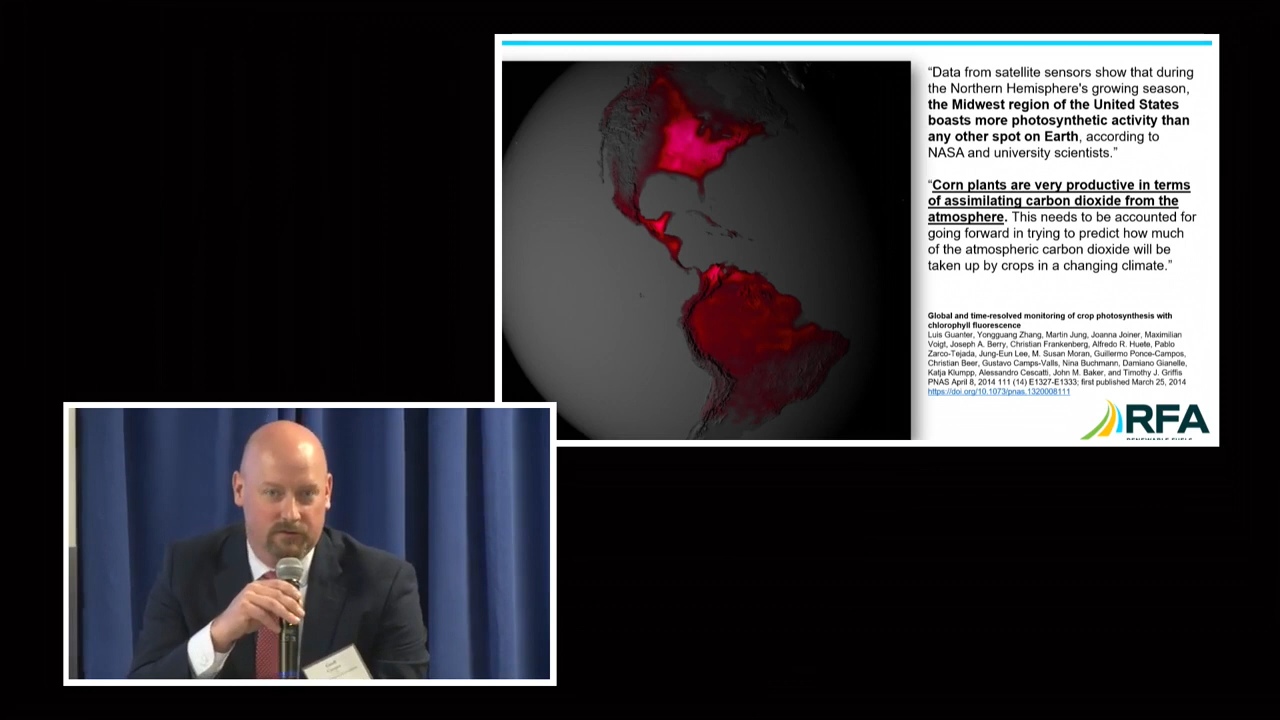 “Data from satellite sensors show that during
the Northern Hemisphere's growing season,
the Midwest region of the United States
boasts more photosynthetic activity than
any other spot on Earth, according to
NASA and university scientists.”
“Corn plants are very productive in terms
of assimilating carbon dioxide from the
atmosphere. This needs to be accounted for
going forward in trying to predict how much
of the atmospheric carbon dioxide will be
taken up by crops in a changing climate.”
Global and time-resolved monitoring of crop photosynthesis with
chlorophyll fluorescence
Luis Guanter, Yongguang Zhang, Martin Jung, Joanna Joiner, Maximilian
Voigt, Joseph A. Berry, Christian Frankenberg, Alfredo R. Huete, Pablo
Zarco-Tejada, Jung-Eun Lee, M. Susan Moran, Guillermo Ponce-Campos,
Christian Beer, Gustavo Camps-Valls, Nina Buchmann, Damiano Gianelle,
Katja Klumpp, Alessandro Cescatti, John M. Baker, and Timothy J. Griffis
PNAS April 8, 2014 111 (14) E1327-E1333; first published March 25, 2014
https://doi.org/10.1073/pnas.1320008111
RFA
RENEWABLE FUELS